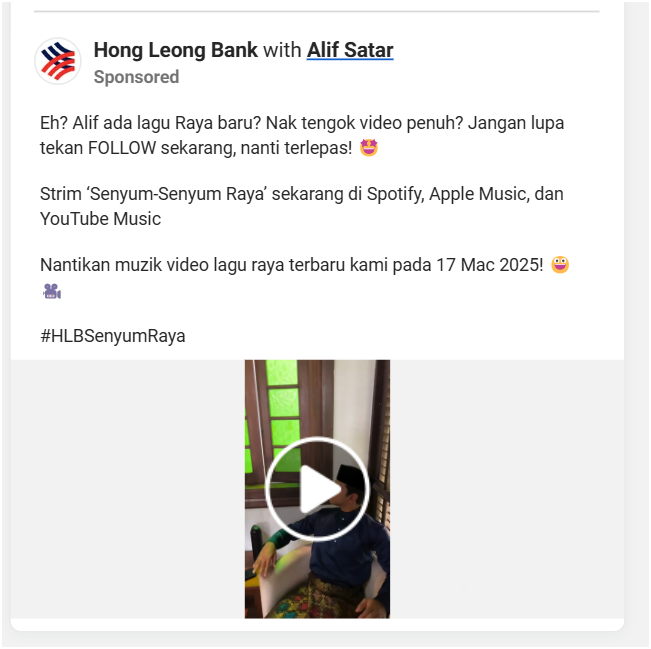 Hong Leong Bank with Alif Satar
Sponsored
Eh? Alif ada lagu Raya baru? Nak tengok video penuh? Jangan lupa
tekan FOLLOW sekarang, nanti terlepas! 🤩
Strim ‘Senyum-Senyum Raya’ sekarang di Spotify, Apple Music, dan
YouTube Music
Nantikan muzik video lagu raya terbaru kami pada 17 Mac 2025! 😀
🎥
#HLBSenyumRaya